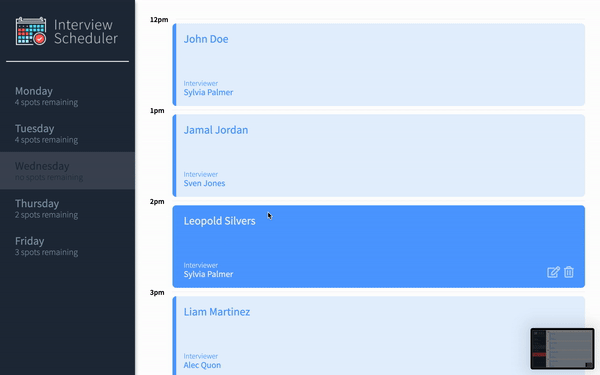 Interview
Scheduler
Monday
4 spots remaining
Tuesday
4 spots remaining
Wednesday
no spots remaining
Thursday
2 spots remaining
Friday
3 spots remaining
12pm
John Doe
Interviewer
Sylvia Palmer
1pm
Jamal Jordan
Interviewer
Sven Jones
2pm
Leopold Silvers
Interviewer
Sylvia Palmer
3pm
Liam Martinez
Interviewer
Alec Quon